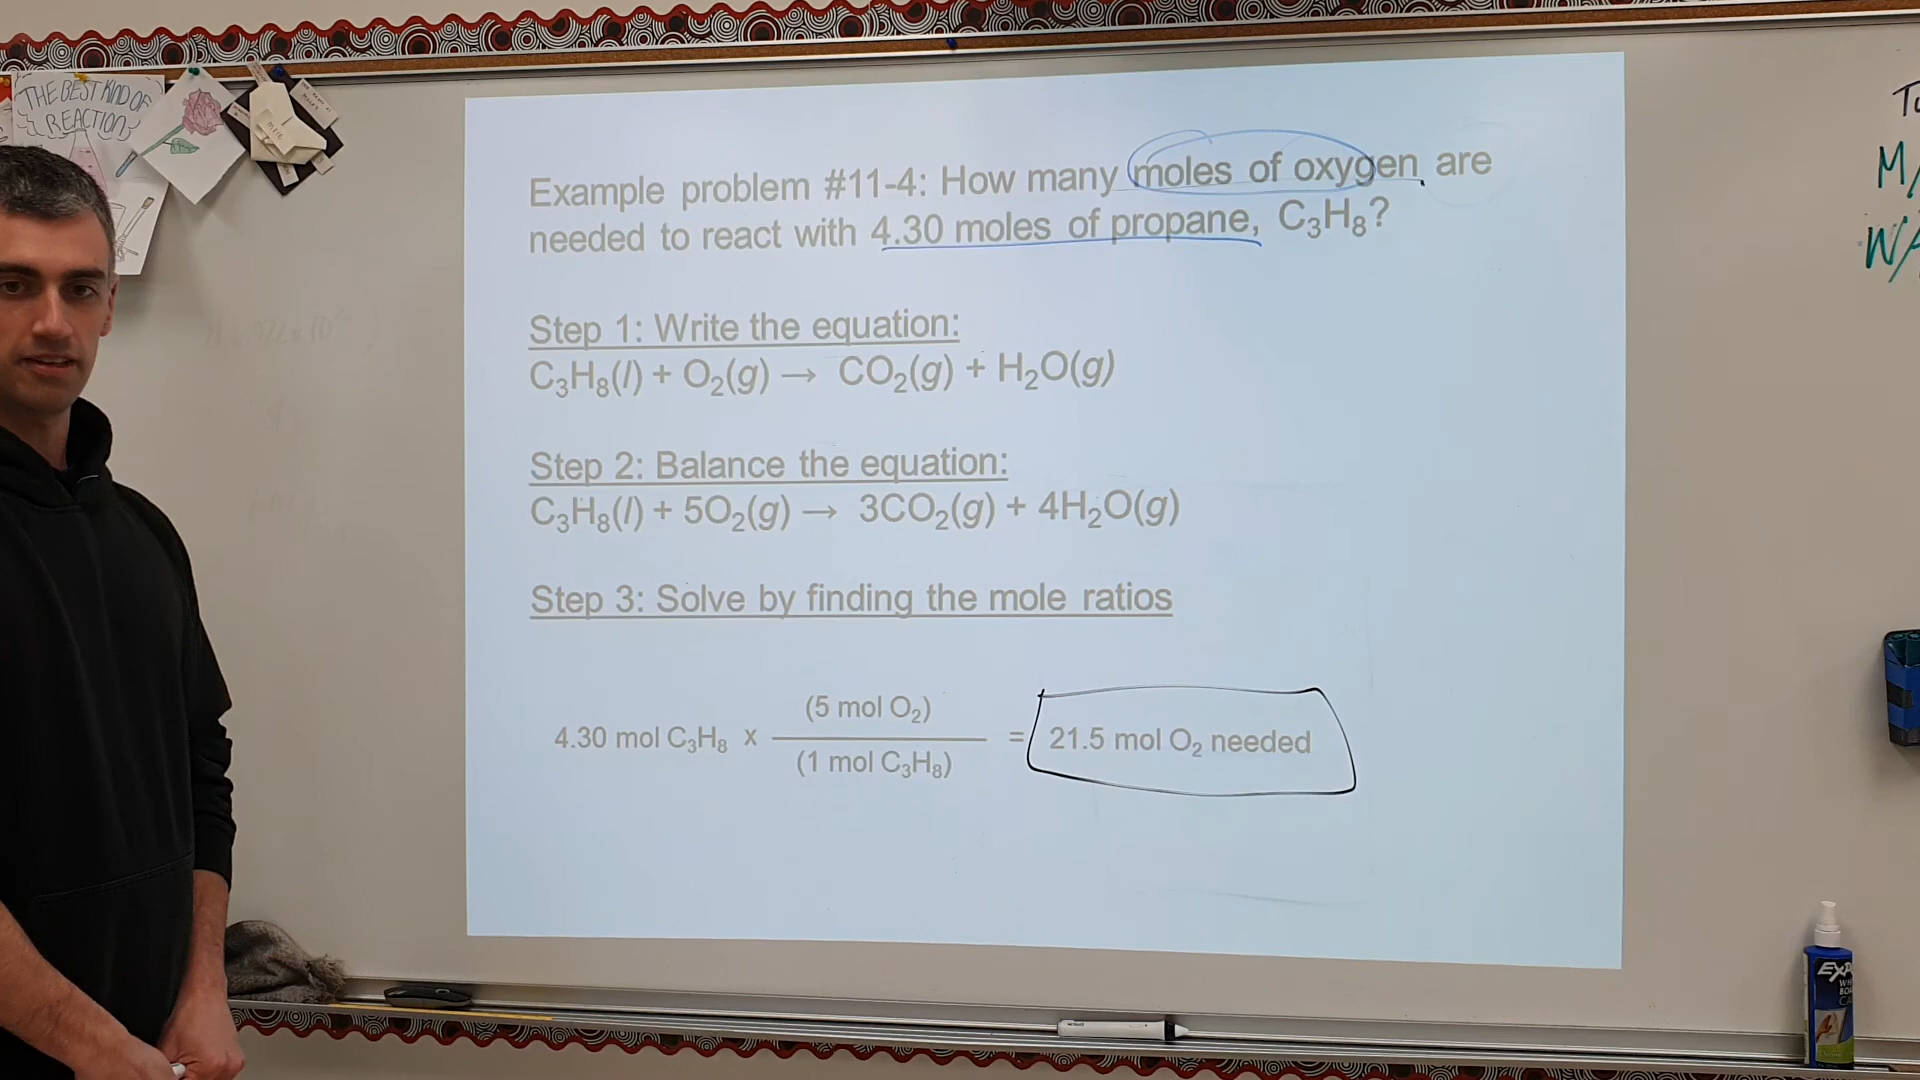 THE BEST KIND OF
REACTION
Example problem #11-4: How many moles of oxygen are
needed to react with 4.30 moles of propane, C₃H₈?
Step 1: Write the equation:
C₃H₈(l) + O₂(g) → CO₂(g) + H₂O(g)
Step 2: Balance the equation:
C₃H₈(l) + 5O₂(g) → 3CO₂(g) + 4H₂O(g)
Step 3: Solve by finding the mole ratios
(5 mol O₂)
4.30 mol C₃H₈ x = 21.5 mol O₂ needed
(1 mol C₃H₈)
M/
W/